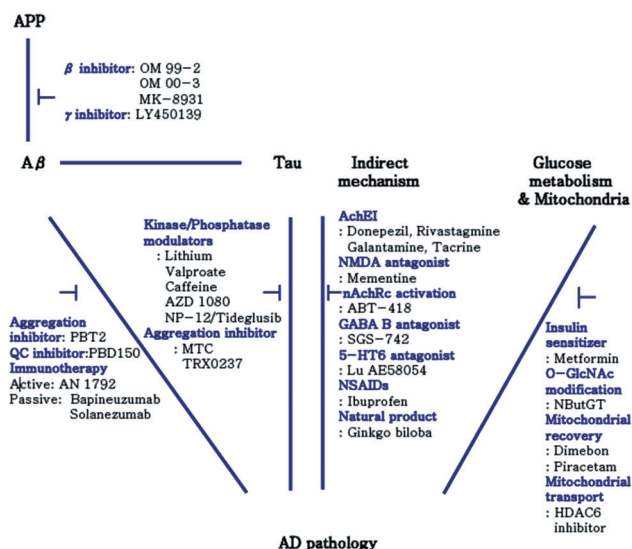 APP
β inhibitor: OM 99-2
OM 00-3
MK-8931
γ inhibitor: LY450139
Aβ
Tau
Indirect
mechanism
Glucose
metabolism
& Mitochondria
Aggregation
inhibitor: PBT2
QC inhibitor:PBD150
Immunotherapy
Active: AN 1792
Passive: Bapineuzumab
Solanezumab
Kinase/Phosphatase
modulators
: Lithium
Valproate
Caffeine
AZD 1080
NP-12/Tideglusib
Aggregation inhibitor
: MTC
TRX0237
AchEI
: Donepezil, Rivastagmine
Galantamine, Tacrine
NMDA antagonist
: Mementine
nAchRc activation
: ABT-418
GABA B antagonist
: SGS-742
5-HT6 antagonist
: Lu AE58054
NSAIDs
: Ibuprofen
Natural product
: Ginkgo biloba
Insulin
sensitizer
: Metformin
O-GlcNAc
modification
: NButGT
Mitochondrial
recovery
: Dimebon
: Piracetam
Mitochondrial
transport
: HDAC6
inhibitor
AD pathology